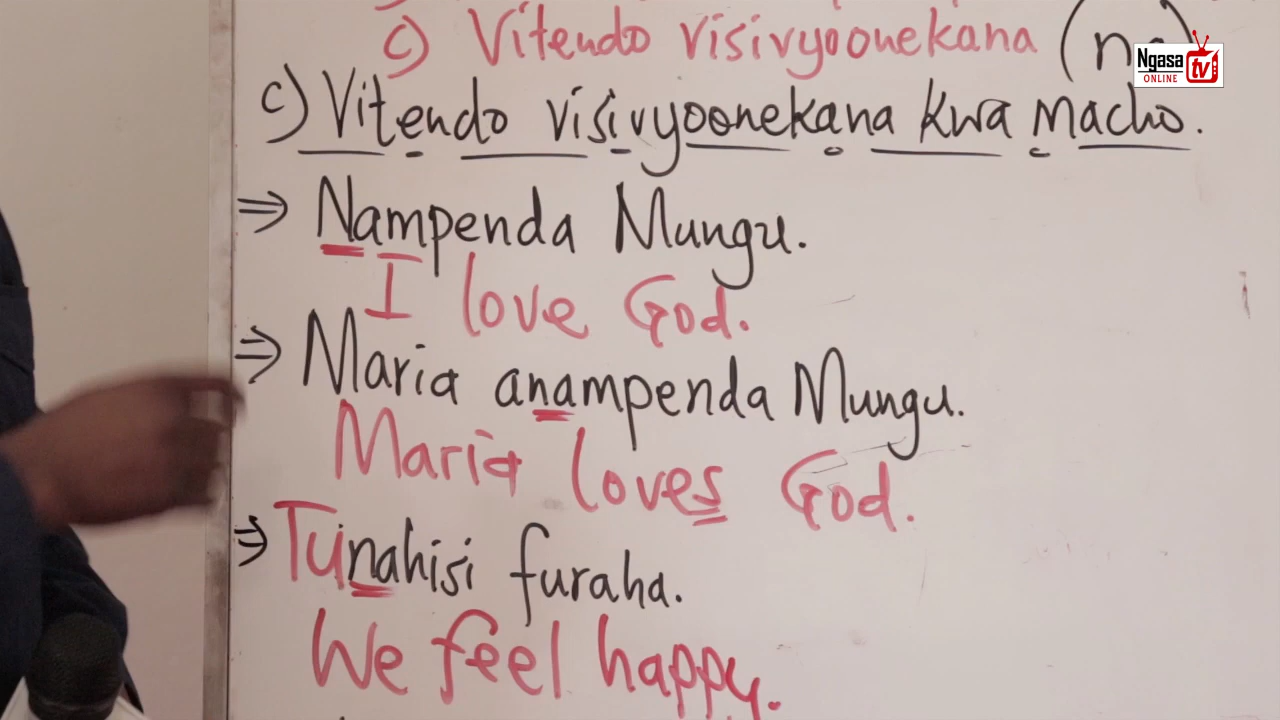 c) Vitendo visivyoonekana (na)
Ngasa tv
ONLINE
c) Vitendo visivyoonekana kwa macho.
⇒ Nampenda Mungu.
I love God.
⇒ Maria anampenda Mungu.
Maria loves God.
⇒ Tunahisi furaha.
We feel happy.